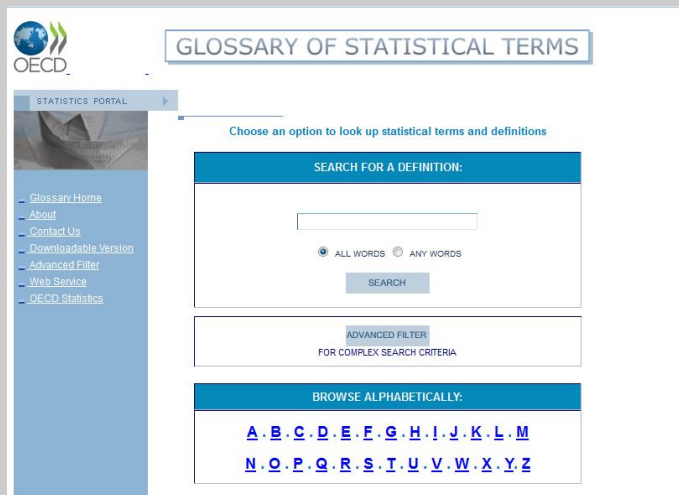 OECD
GLOSSARY OF STATISTICAL TERMS
STATISTICS PORTAL
Glossary Home
About
Contact Us
Downloadable Version
Advanced Filter
Web Service
OECD Statistics
Choose an option to look up statistical terms and definitions
SEARCH FOR A DEFINITION:
ALL WORDS ANY WORDS
SEARCH
ADVANCED FILTER
FOR COMPLEX SEARCH CRITERIA
BROWSE ALPHABETICALLY:
A . B . C . D . E . F . G . H . I . J . K . L . M
N . O . P . Q . R . S . T . U . V . W . X . Y. Z